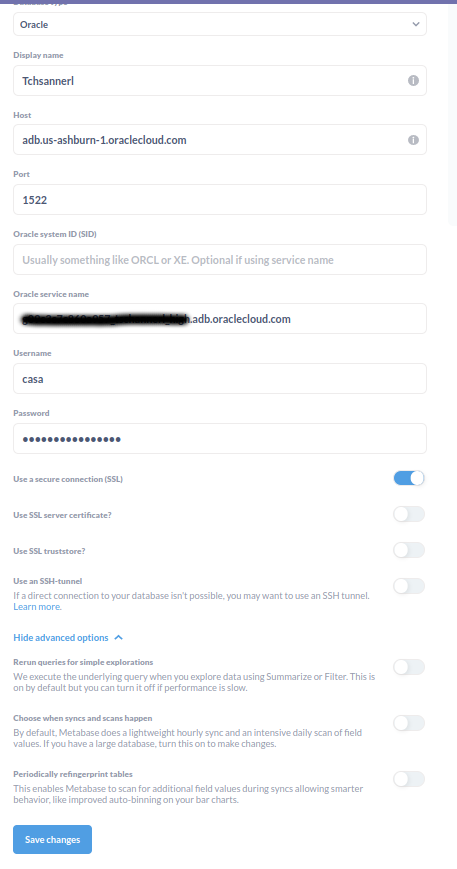 Oracle
Display name
Tchsannerl
Host
adb.us-ashburn-1.oraclecloud.com
Port
1522
Oracle system ID (SID)
Usually something like ORCL or XE. Optional if using service name
Oracle service name
.adb.oraclecloud.com
Username
casa
Password
••••••••••••••••
Use a secure connection (SSL)
Use SSL server certificate?
Use SSL truststore?
Use an SSH-tunnel
If a direct connection to your database isn't possible, you may want to use an SSH tunnel.
Learn more.
Hide advanced options
Rerun queries for simple explorations
We execute the underlying query when you explore data using Summarize or Filter. This is
on by default but you can turn it off if performance is slow.
Choose when syncs and scans happen
By default, Metabase does a lightweight hourly sync and an intensive daily scan of field
values. If you have a large database, turn this on to make changes.
Periodically refingerprint tables
This enables Metabase to scan for additional field values during syncs allowing smarter
behavior, like improved auto-binning on your bar charts.
Save changes